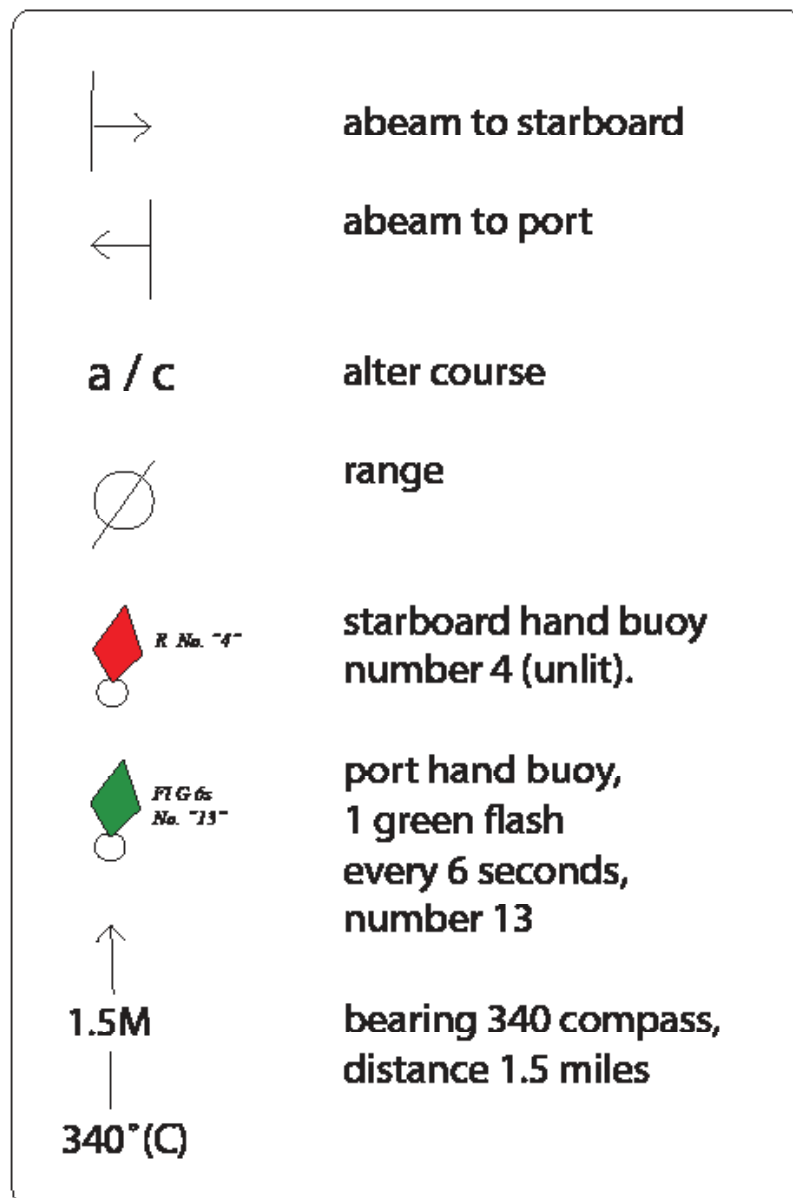 abeam to starboard
abeam to port
a / c alter course
range
R No. "4" starboard hand buoy
number 4 (unlit).
Fl G 6s
No. "13"
port hand buoy,
1 green flash
every 6 seconds,
number 13
1.5M
340°(C)
bearing 340 compass,
distance 1.5 miles